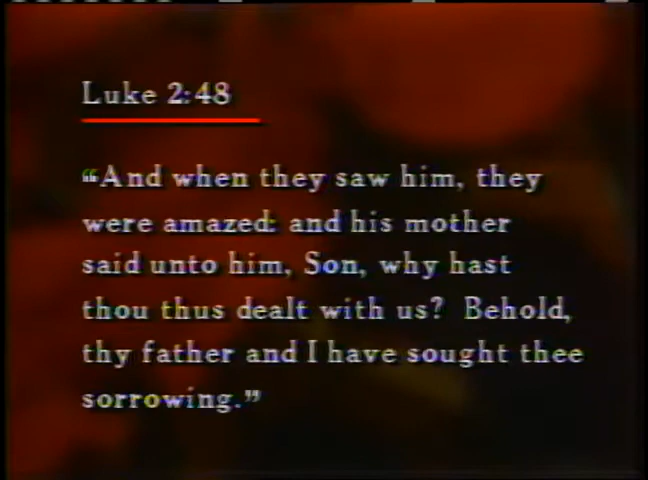 Luke 2:48
“And when they saw him, they
were amazed: and his mother
said unto him, Son, why hast
thou thus dealt with us? Behold,
thy father and I have sought thee
sorrowing.”